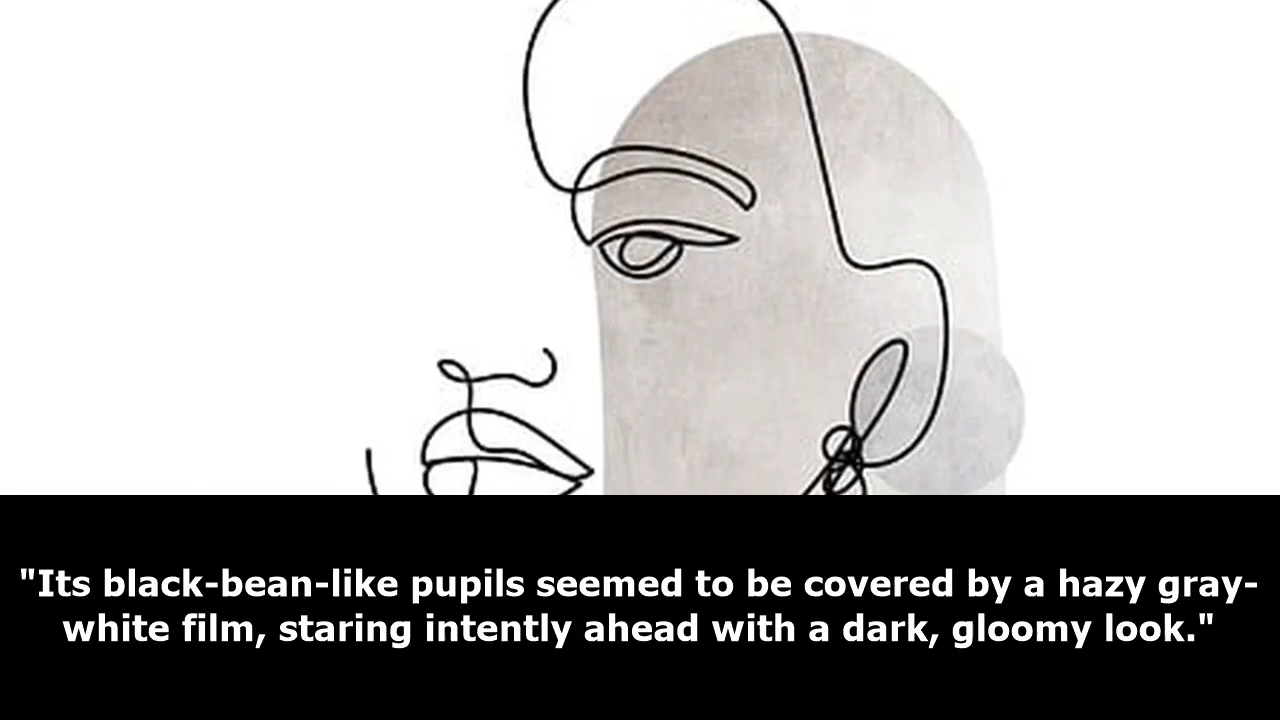 "Its black-bean-like pupils seemed to be covered by a hazy gray-
white film, staring intently ahead with a dark, gloomy look."